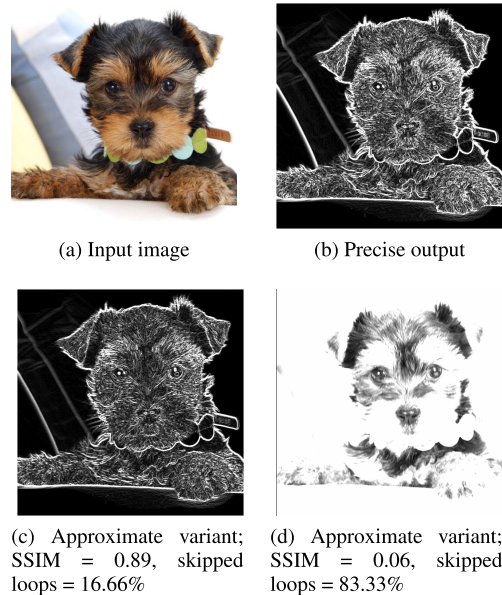 (a) Input image
(b) Precise output
(c) Approximate variant;
SSIM = 0.89, skipped
loops = 16.66%
(d) Approximate variant;
SSIM = 0.06, skipped
loops = 83.33%